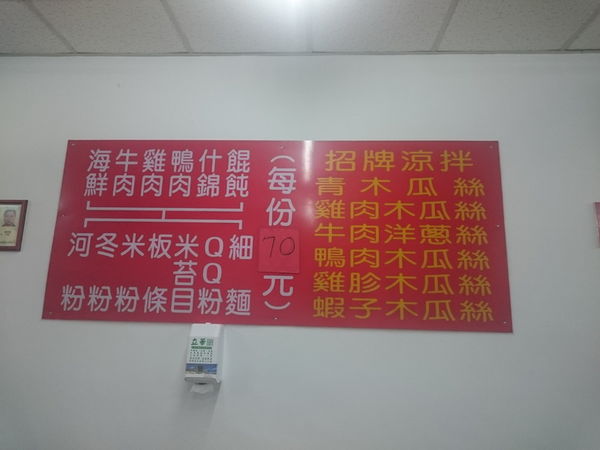 餛飩
什錦
鴨肉
雞肉
牛肉
海鮮
細麵
QQ粉
米苔目
板條
米粉
冬粉
河粉
(每份70元)
招牌涼拌
青木瓜絲
雞肉木瓜絲
牛肉洋蔥絲
鴨肉木瓜絲
雞胗木瓜絲
蝦子木瓜絲